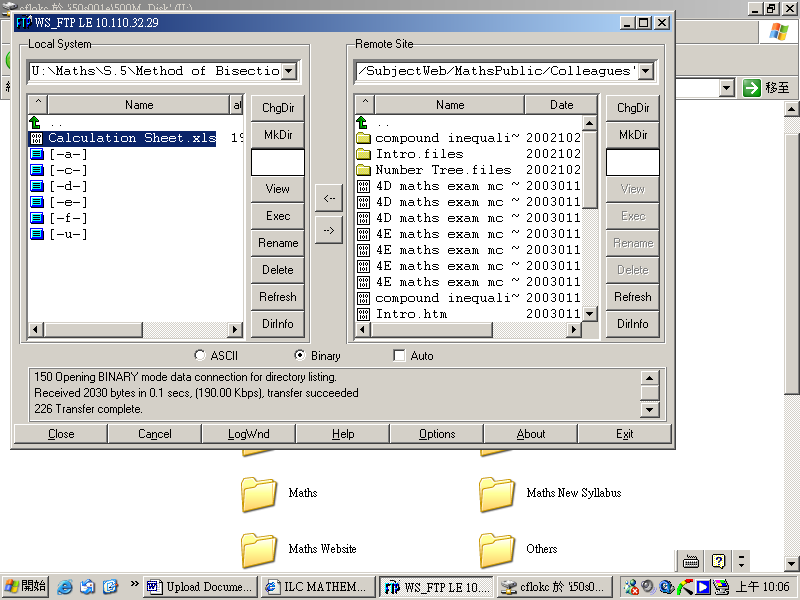 cflokc 於 'i50s001e\500M_Disk' (U:)
WS_FTP LE 10.110.32.29
Local System
Remote Site
U:\Maths\S.5\Method of Bisectio
/SubjectWeb/MathsPublic/Colleagues'
^ Name
^ Name Date
ChgDir
MkDir
View
Exec
Rename
Delete
Refresh
DirInfo
ChgDir
MkDir
View
Exec
Rename
Delete
Refresh
DirInfo
..
Calculation Sheet.xls 19
[-a-]
[-c-]
[-d-]
[-e-]
[-f-]
[-u-]
<--
-->
..
compound inequali~ 2002102
Intro.files 2002102
Number Tree.files 2002102
4D maths exam mc ~ 2003011
4D maths exam mc ~ 2003011
4D maths exam mc ~ 2003011
4E maths exam mc ~ 2003011
4E maths exam mc ~ 2003011
4E maths exam mc ~ 2003011
4E maths exam mc ~ 2003011
compound inequali~ 2003011
Intro.htm 2003011
ASCII Binary Auto
150 Opening BINARY mode data connection for directory listing.
Received 2030 bytes in 0.1 secs, (190.00 Kbps), transfer succeeded
226 Transfer complete.
Close Cancel LogWnd Help Options About Exit
移至
Maths Maths New Syllabus
Maths Website Others
開始 Upload Docume... ILC MATHEM... WS_FTP LE 10.... cflokc 於 'i50s0... 上午 10:06